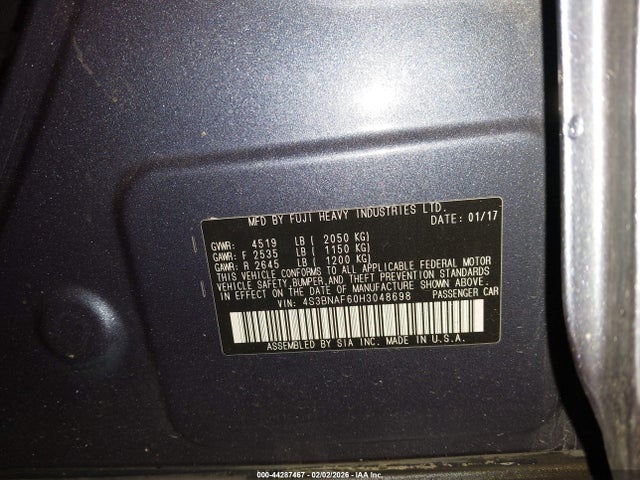 MFD BY FUJI HEAVY INDUSTRIES LTD.
DATE: 01/17
GVWR: 4519 LB ( 2050 KG)
GAWR: F 2535 LB ( 1150 KG)
GAWR: R 2645 LB ( 1200 KG)
THIS VEHICLE CONFORMS TO ALL APPLICABLE FEDERAL MOTOR
VEHICLE SAFETY,BUMPER,AND THEFT PREVENTION STANDARDS
IN EFFECT ON THE DATE OF MANUFACTURE SHOWN ABOVE.
VIN: 4S3BNAF60H3048698 PASSENGER CAR
ASSEMBLED BY SIA INC. MADE IN U.S.A.
000-44287467 - 02/02/2026 - IAA Inc.